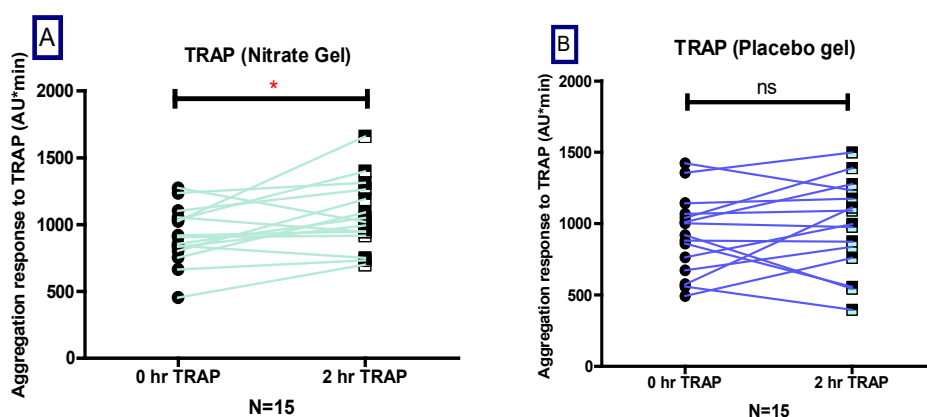 A
TRAP (Nitrate Gel)
Aggregation response to TRAP (AU*min)
2000
1500
1000
500
0
*
0 hr TRAP
2 hr TRAP
N=15
B
TRAP (Placebo gel)
Aggregation response to TRAP (AU*min)
2000
1500
1000
500
0
ns
0 hr TRAP
2 hr TRAP
N=15